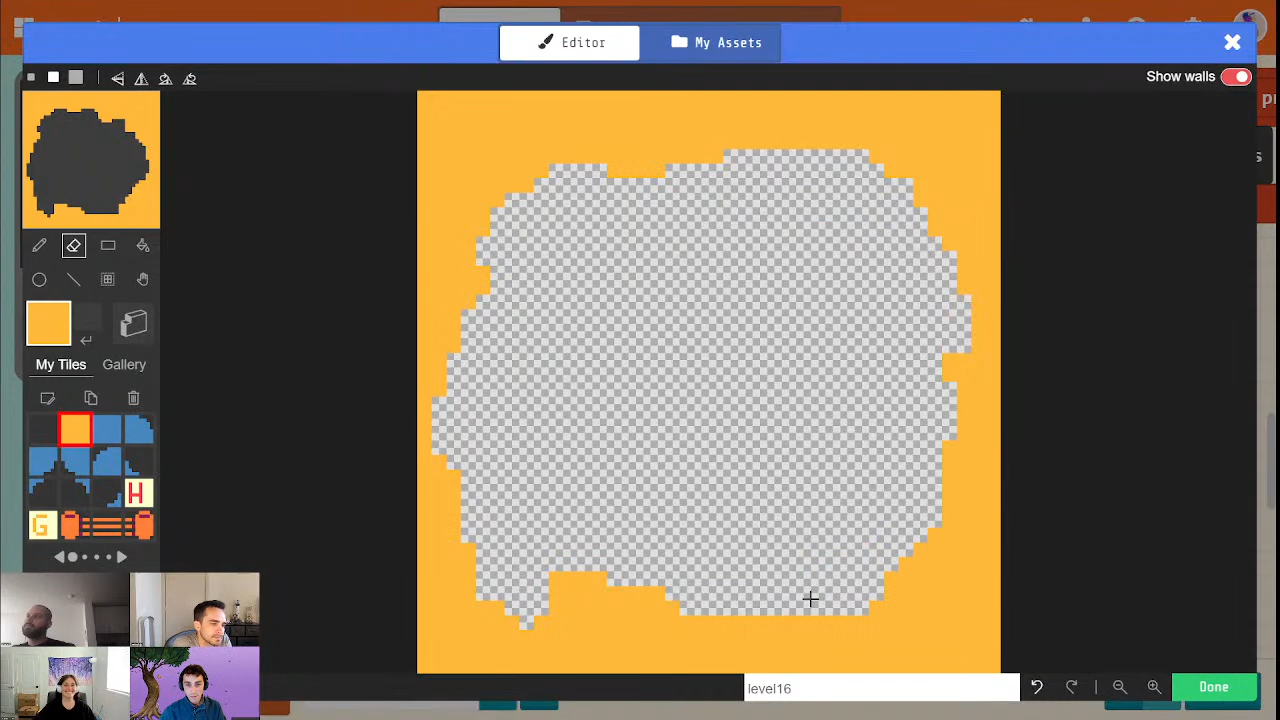 Editor
My Assets
Show walls
My Tiles
Gallery
H
G
level16
Done